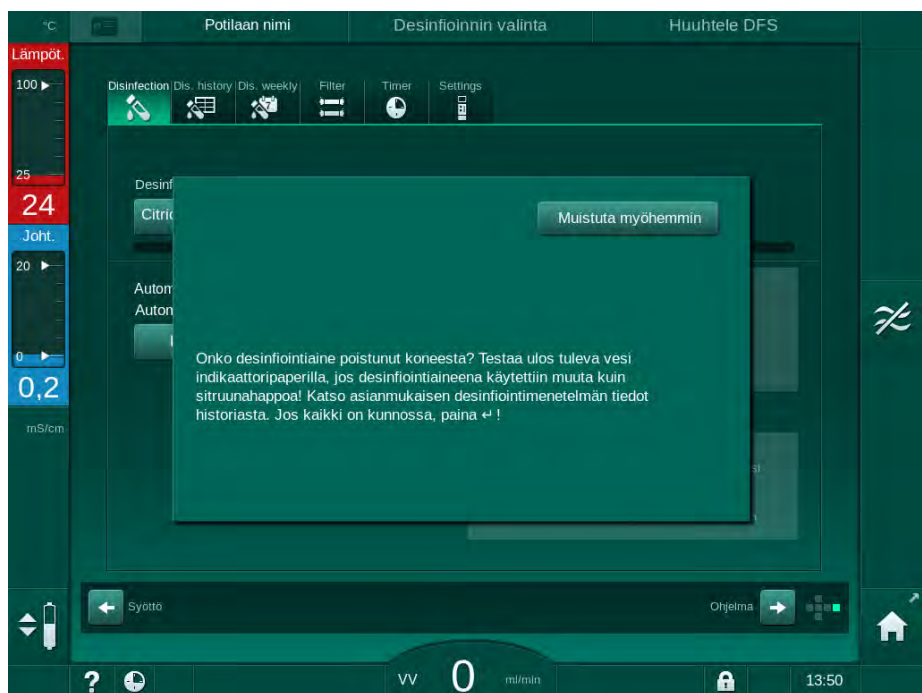 °C
Potilaan nimi
Desinfioinnin valinta
Huuhtele DFS
Lämpöt.
100
25
24
Joht.
20
0
0,2
mS/cm
Disinfection
Dis. history
Dis. weekly
Filter
Timer
Settings
7
Muistuta myöhemmin
Onko desinfiointiaine poistunut koneesta? Testaa ulos tuleva vesi
indikaattoripaperilla, jos desinfiointiaineena käytettiin muuta kuin
sitruunahappoa! Katso asianmukaisen desinfiointimenetelmän tiedot
historiasta. Jos kaikki on kunnossa, paina ↵ !
Syöttö
Ohjelma
?
VV
0
ml/min
13:50